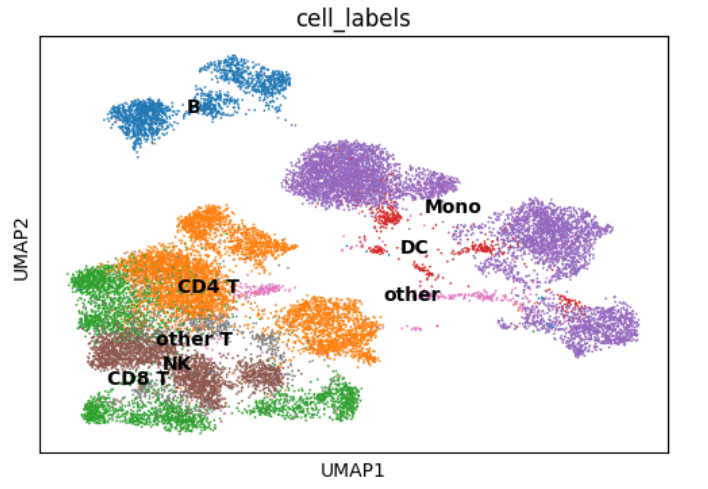 cell_labels
B
Mono
DC
CD4 T
other
other T
NK
CD8 T
UMAP2
UMAP1